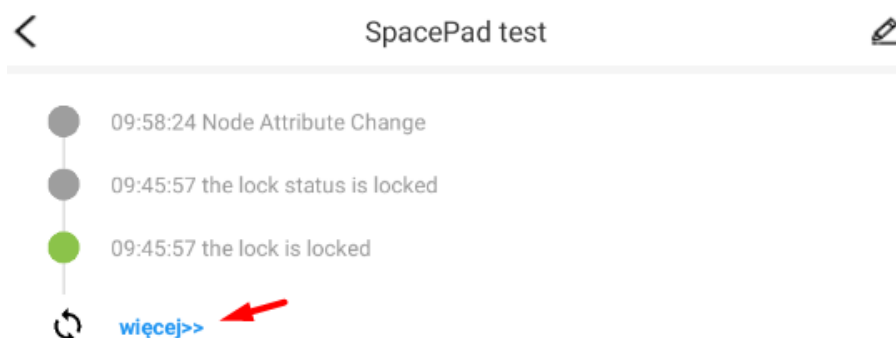 SpacePad test
09:58:24 Node Attribute Change
09:45:57 the lock status is locked
09:45:57 the lock is locked
więcej>>